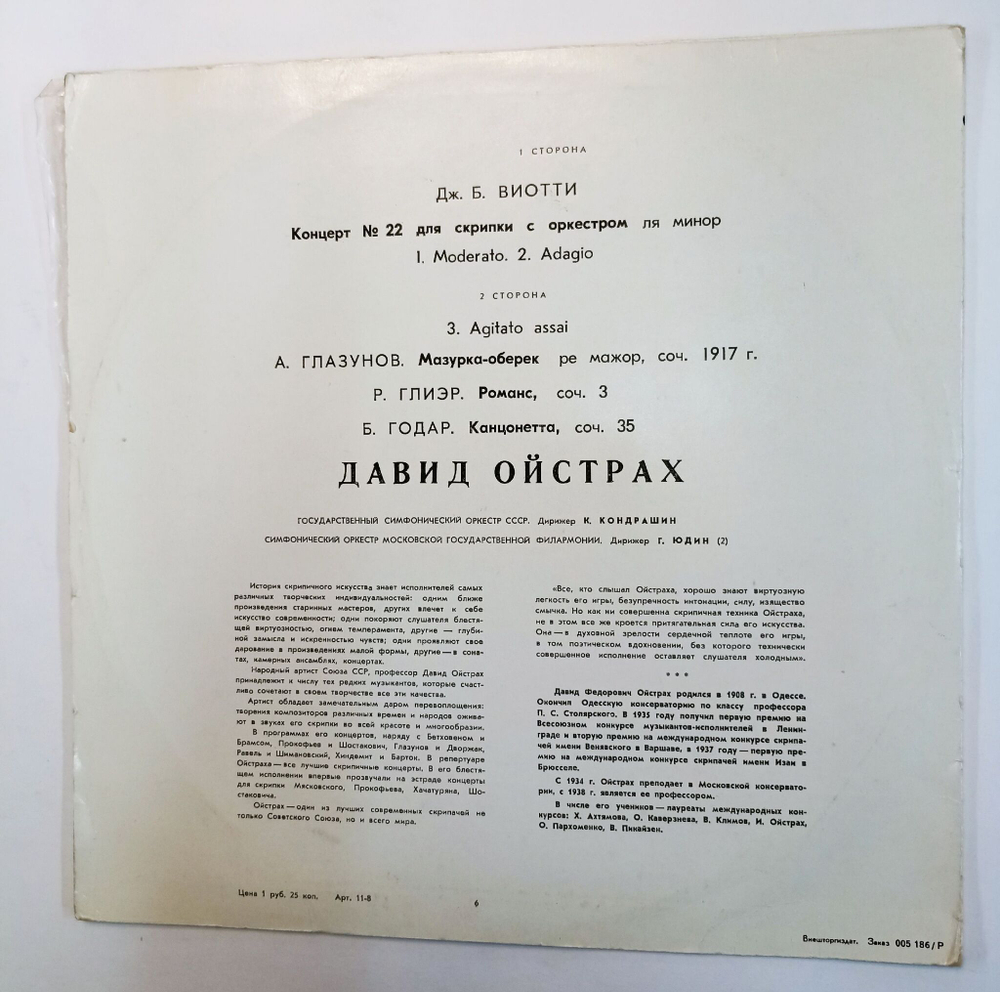 1 СТОРОНА
Дж. Б. ВИОТТИ
Концерт № 22 для скрипки с оркестром ля минор
1. Moderato. 2. Adagio
2 СТОРОНА
3. Agitato assai
А. ГЛАЗУНОВ. Мазурка-оберек ре мажор, соч. 1917 г.
Р. ГЛИЭР. Романс, соч. 3
Б. ГОДАР. Канцонетта, соч. 35
ДАВИД ОЙСТРАХ
ГОСУДАРСТВЕННЫЙ СИМФОНИЧЕСКИЙ ОРКЕСТР СССР. Дирижер К. КОНДРАШИН
СИМФОНИЧЕСКИЙ ОРКЕСТР МОСКОВСКОЙ ГОСУДАРСТВЕННОЙ ФИЛАРМОНИИ. Дирижер Г. ЮДИН (2)
История скрипичного искусства знает исполнителей самых
различных творческих индивидуальностей: одним ближе
произведения старинных мастеров, других влечет к себе
искусство современности; одни покоряют слушателя блестя-
щей виртуозностью, огнем темперамента, другие — глуби-
ной замысла и искренностью чувств; одни проявляют свое
дарование в произведениях малой формы, другие — в сона-
тах, камерных ансамблях, концертах.
Народный артист Союза ССР, профессор Давид Ойстрах
принадлежит к числу тех редких музыкантов, которые счаст-
ливо сочетают в своем творчестве все эти качества.
Артист обладает замечательным даром перевоплощения:
творения композиторов различных времен и народов ожива-
ют в звуках его скрипки во всей красоте и многообразии.
В программах его концертов, наряду с Бетховеном и
Брамсом, Прокофьев и Шостакович, Глазунов и Дворжак,
Равель и Шимановский, Хиндемит и Барток. В репертуаре
Ойстраха — все лучшие скрипичные концерты. В его блестя-
щем исполнении впервые прозвучали на эстраде концерты
для скрипки Мясковского, Прокофьева, Хачатуряна, Шо-
стаковича.
Ойстрах — один из лучших современных скрипачей не
только Советского Союза, но и всего мира.
«Все, кто слышал Ойстраха, хорошо знают виртуозную
легкость его игры, безупречность интонации, силу, изящество
смычка. Но как ни совершенна скрипичная техника Ойстраха,
не в этом все же кроется притягательная сила его искусства.
Она — в духовной зрелости сердечной теплоте его игры,
в том поэтическом вдохновении, без которого технически
совершенное исполнение оставляет слушателя холодным».
* * *
Давид Федорович Ойстрах родился в 1908 г. в Одессе.
Окончил Одесскую консерваторию по классу профессора
П. С. Столярского. В 1935 году получил первую премию на
Всесоюзном конкурсе музыкантов-исполнителей в Ленин-
граде и вторую премию на международном конкурсе скрипа-
чей имени Венявского в Варшаве, в 1937 году — первую пре-
мию на международном конкурсе скрипачей имени Изаи в
Брюсселе.
С 1934 г. Ойстрах преподает в Московской консервато-
рии, с 1938 г. является ее профессором.
В числе его учеников — лауреаты международных кон-
курсов: Х. Ахтямова, О. Каверзнева, В. Климов, И. Ойстрах,
О. Пархоменко, В. Пикайзен.
Цена 1 руб. 25 коп. Арт. 11-8
6
Внешторгиздат. Заказ 005 186/Р